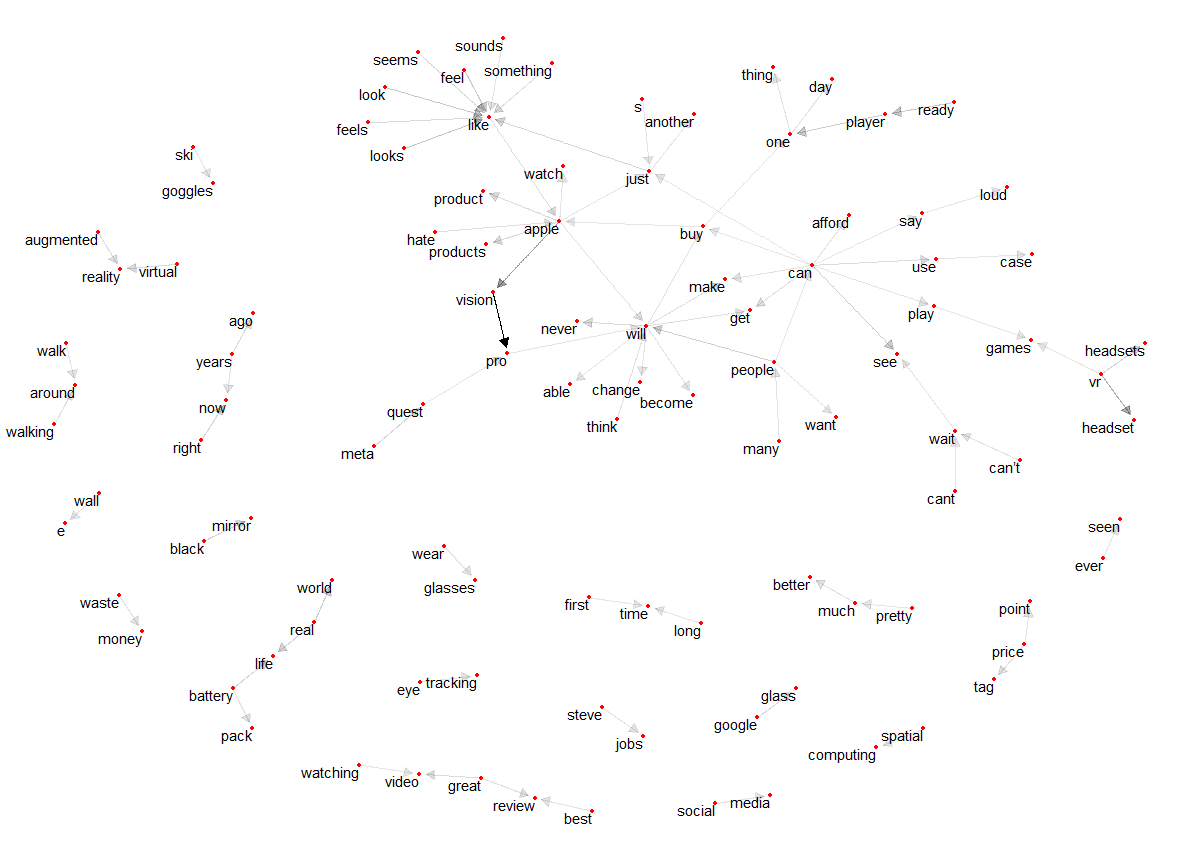 sounds
seems
something
feel
thing
day
look
s
another
ready
like
player
feels
one
ski
looks
watch
just
goggles
product
loud
afford
say
apple
buy
augmented
hate
products
case
use
reality
virtual
can
make
vision
play
ago
never
will
get
games
walk
years
pro
people
see
headsets
vr
around
able
change
become
now
quest
think
want
headset
walking
right
meta
many
wait
can't
wall
cant
e
mirror
seen
black
wear
ever
world
glasses
better
waste
first
time
much
pretty
point
money
real
long
life
price
battery
eye
tracking
tag
glass
steve
google
pack
jobs
spatial
computing
watching
video
great
review
social
media
best